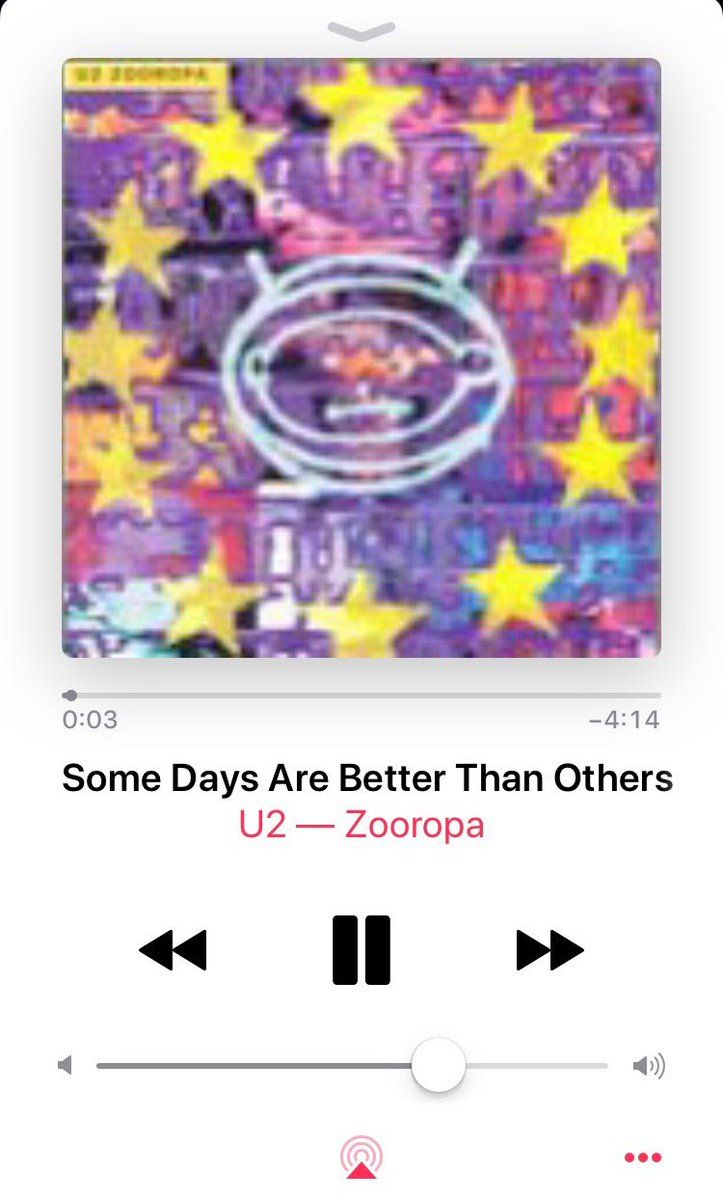 U2 ZOOROPA
0:03
−4:14
Some Days Are Better Than Others
U2 — Zooropa